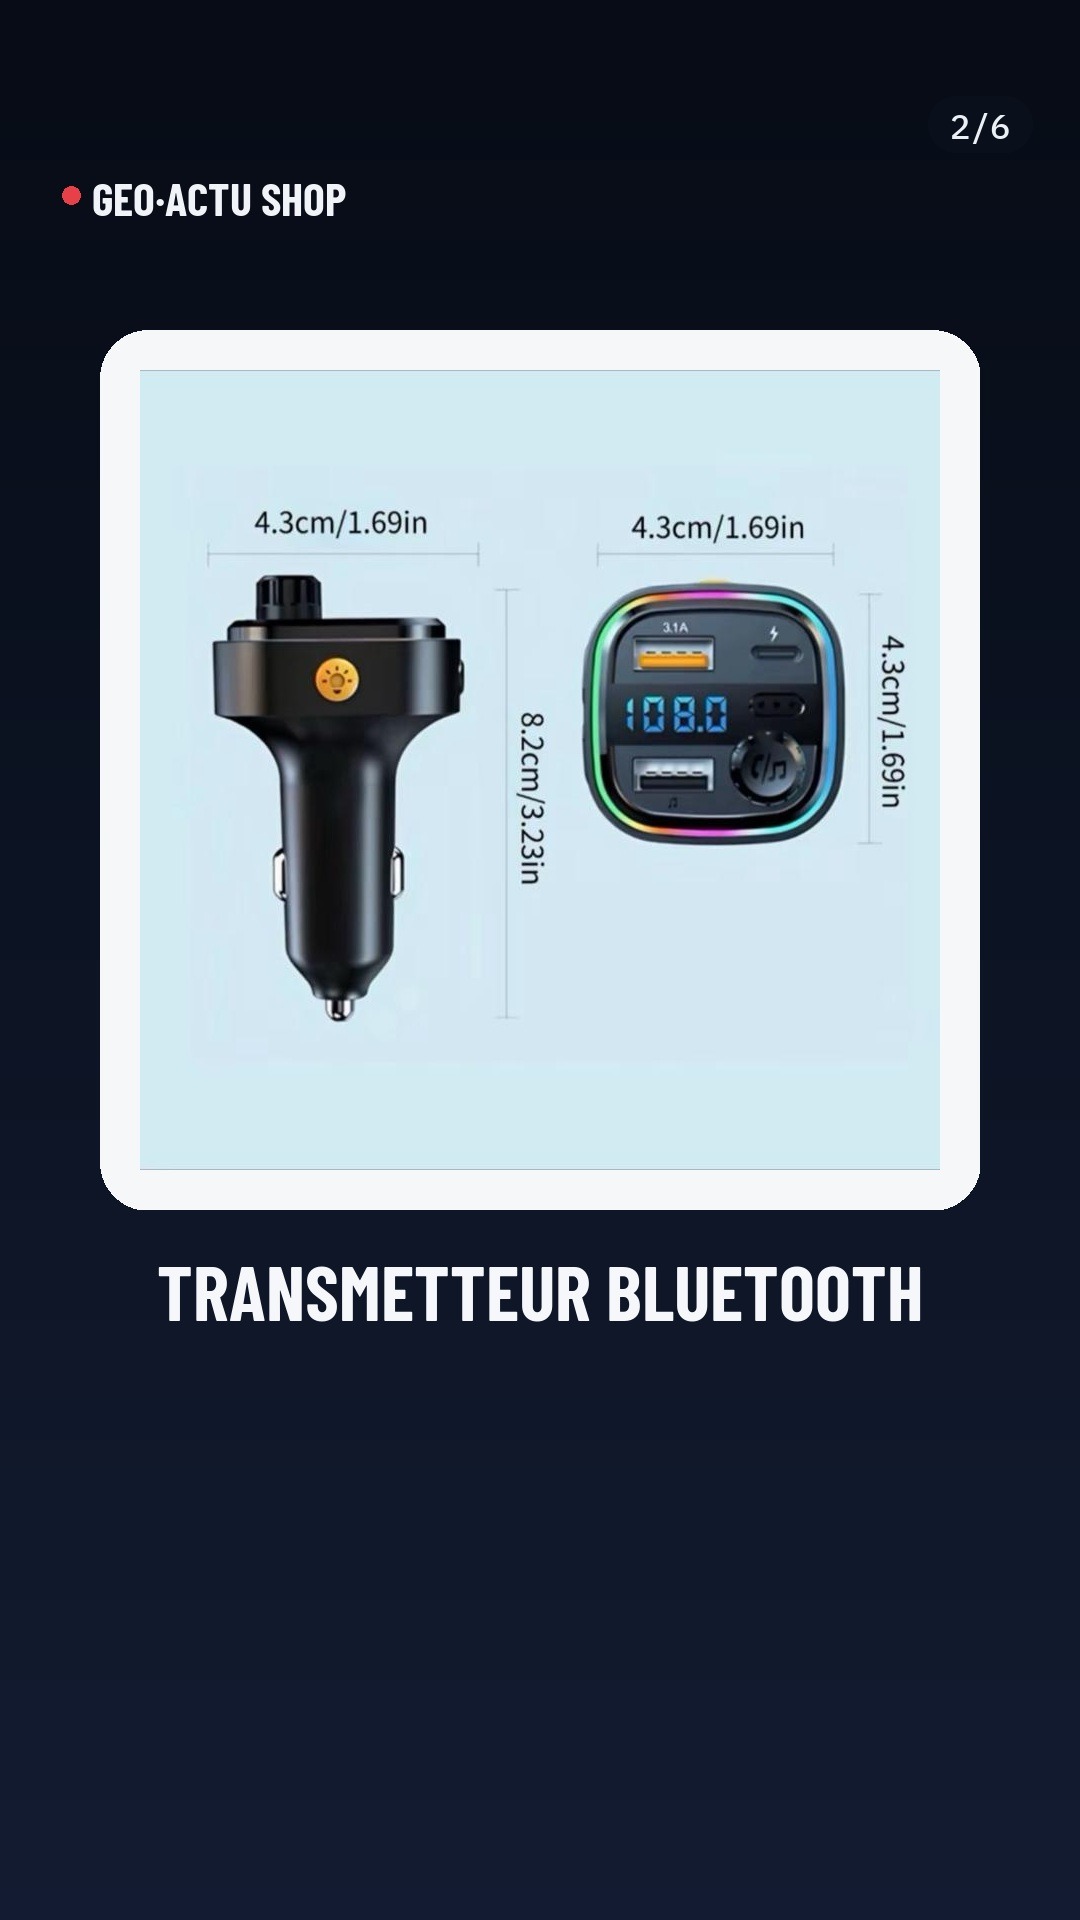 2/6
GEO·ACTU SHOP
4.3cm/1.69in
4.3cm/1.69in
8.2cm/3.23in
3.1A
108.0
4.3cm/1.69in
TRANSMETTEUR BLUETOOTH